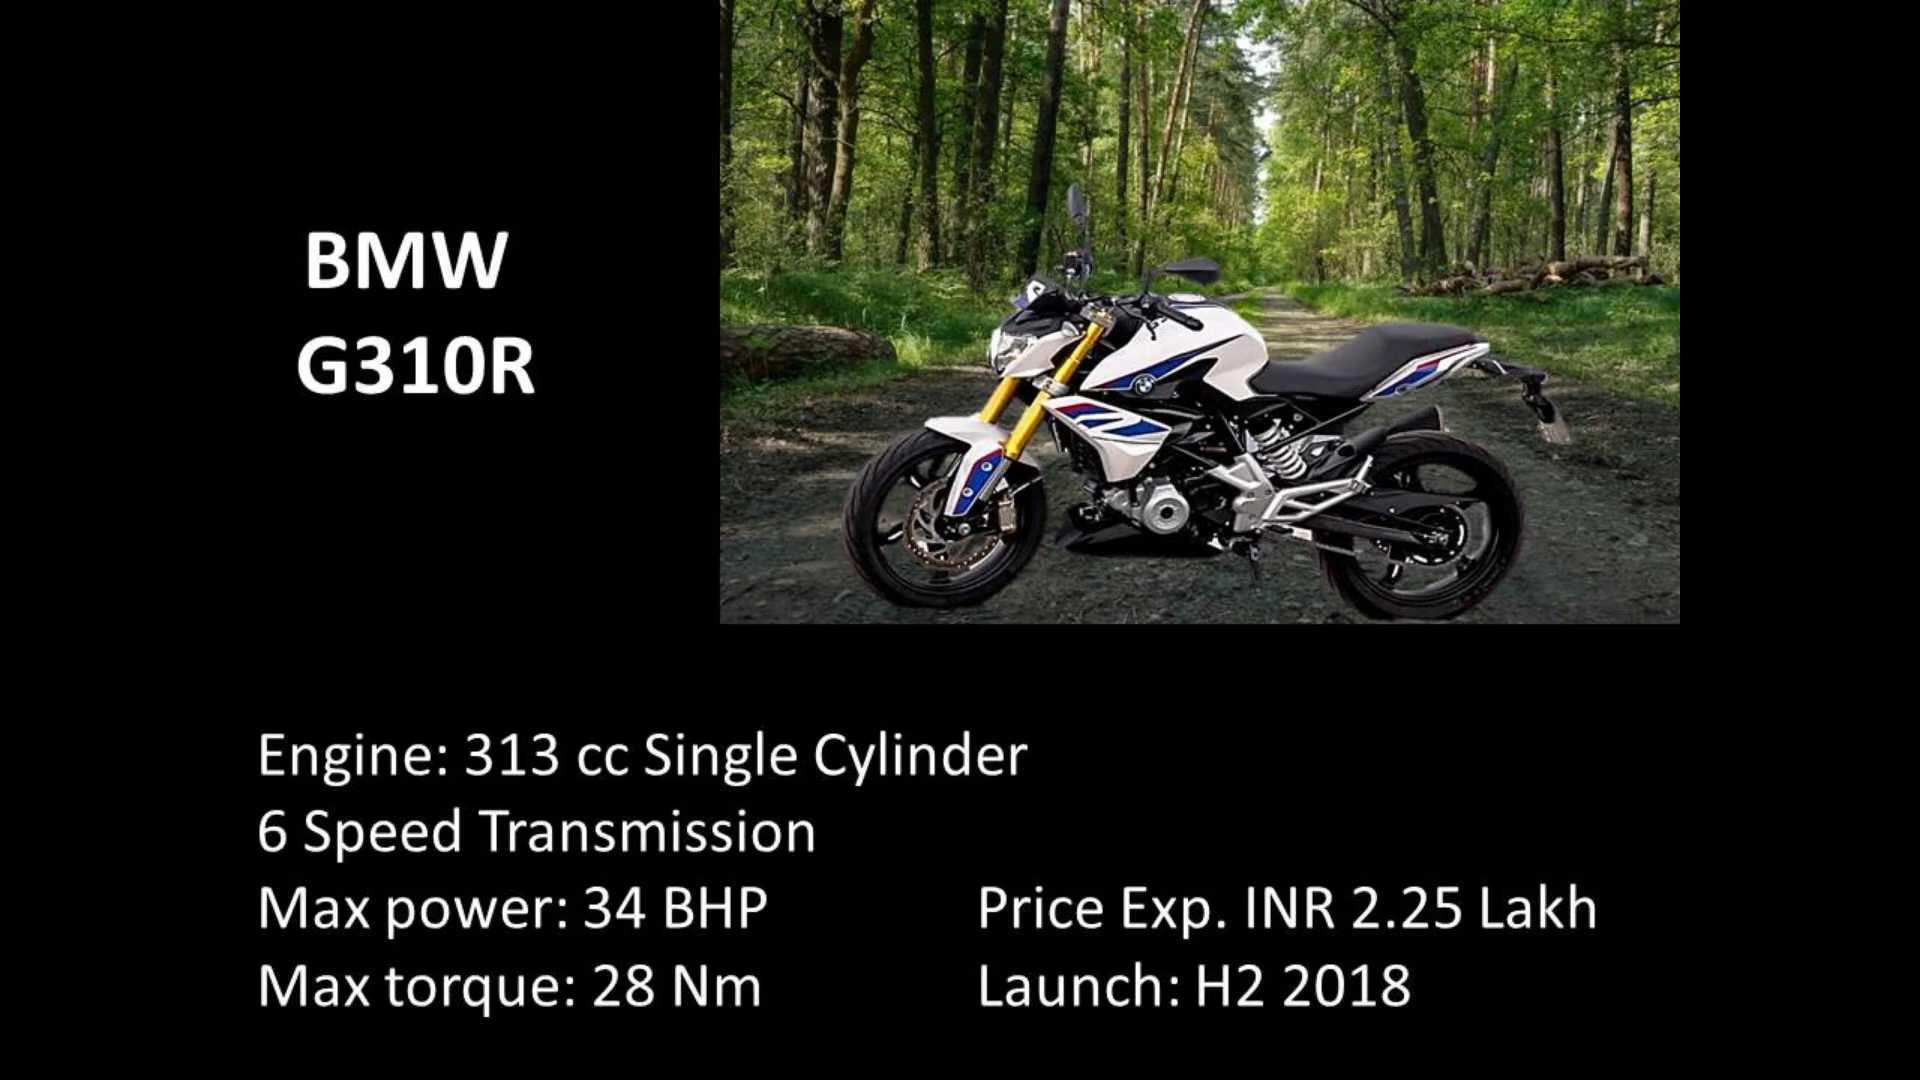 BMW
G310R
Engine: 313 cc Single Cylinder
6 Speed Transmission
Max power: 34 BHP
Max torque: 28 Nm
Price Exp. INR 2.25 Lakh
Launch: H2 2018